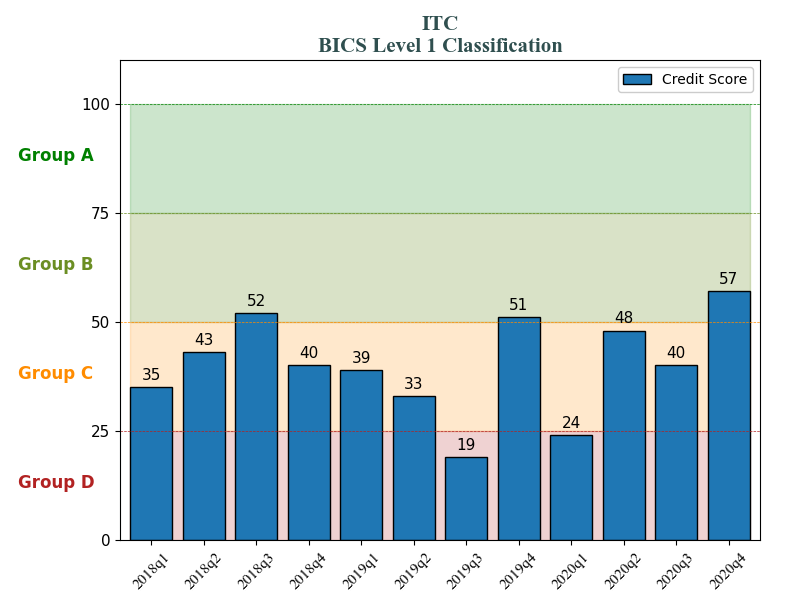 ITC
BICS Level 1 Classification
Credit Score
100
Group A
75
Group B
50
Group C
25
Group D
0
35
43
52
40
39
33
19
51
24
48
40
57
2018q1
2018q2
2018q3
2018q4
2019q1
2019q2
2019q3
2019q4
2020q1
2020q2
2020q3
2020q4